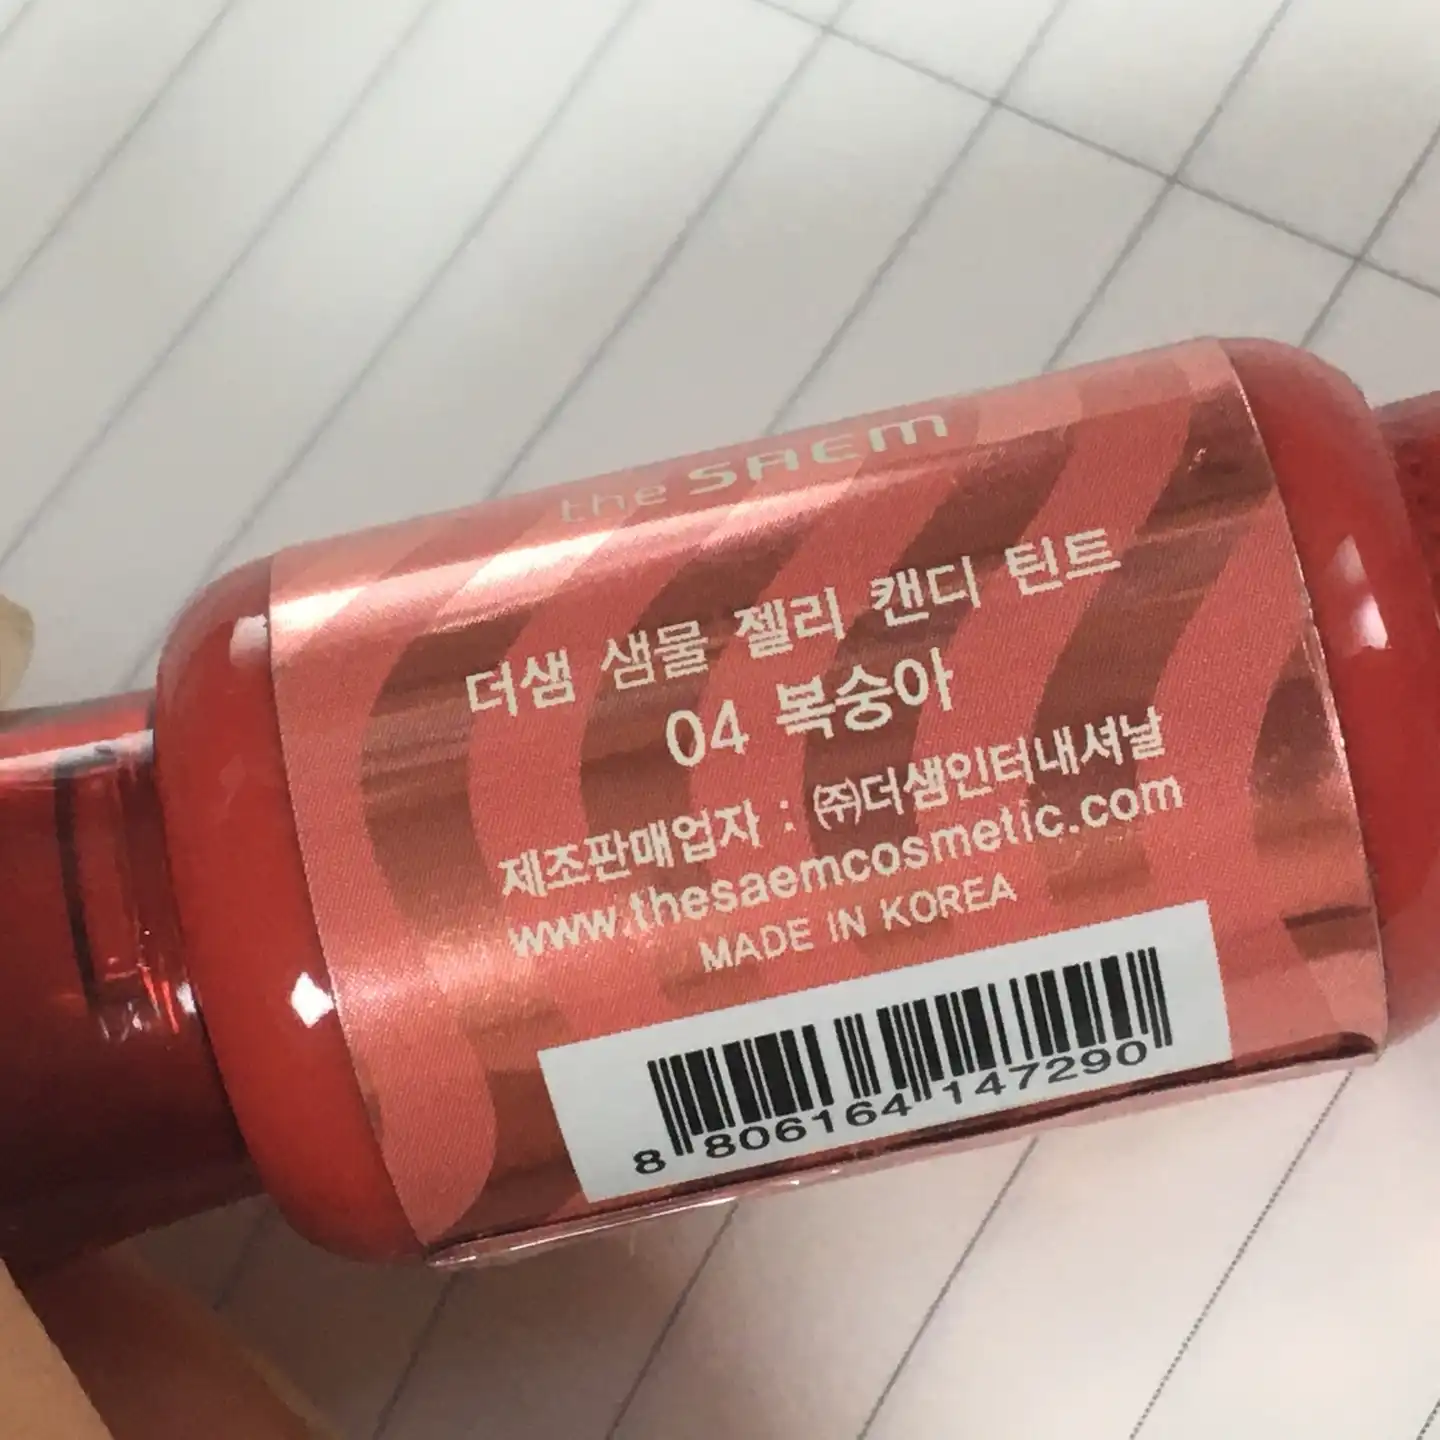 the SAEM
더샘 샘물 젤리 캔디 틴트
04 복숭아
제조판매업자 : ㈜더샘인터내셔날
www.thesaemcosmetic.com
MADE IN KOREA
8 806164 147290